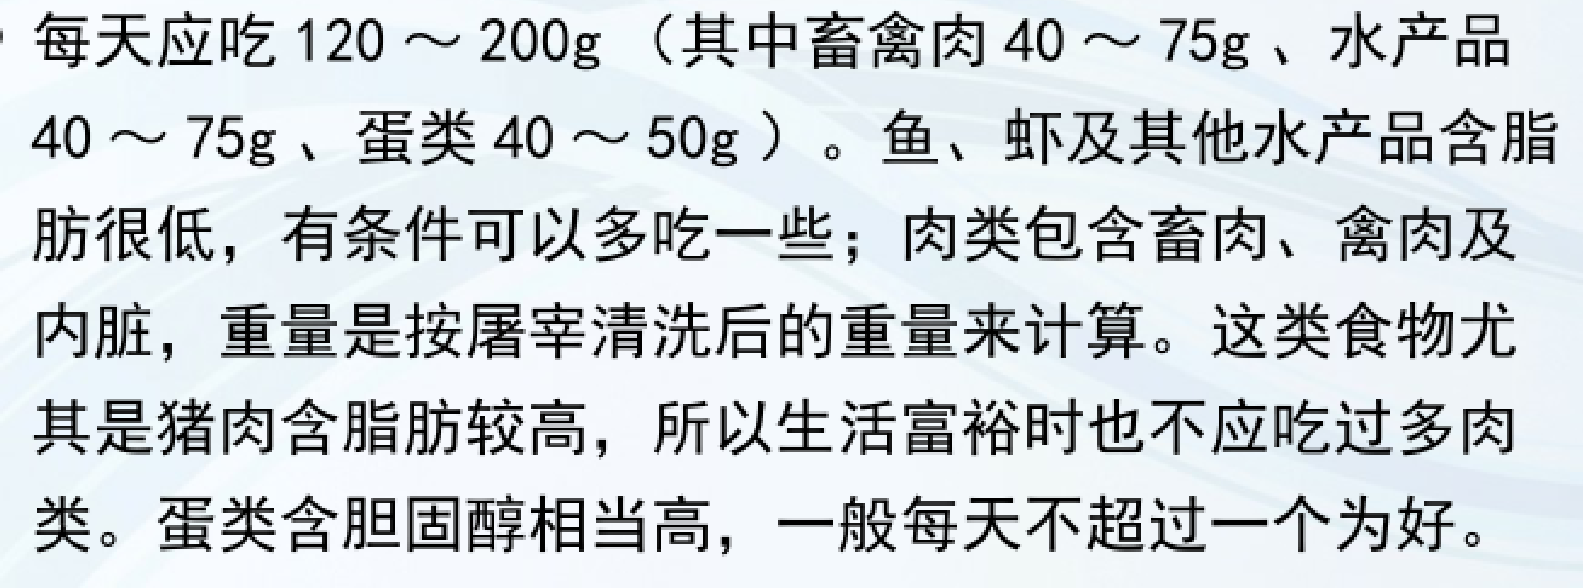 每天应吃 120 ～ 200g （其中畜禽肉 40 ～ 75g 、水产品
40 ～ 75g 、蛋类 40 ～ 50g ）。鱼、虾及其他水产品含脂
肪很低，有条件可以多吃一些；肉类包含畜肉、禽肉及
内脏，重量是按屠宰清洗后的重量来计算。这类食物尤
其是猪肉含脂肪较高，所以生活富裕时也不应吃过多肉
类。蛋类含胆固醇相当高，一般每天不超过一个为好。